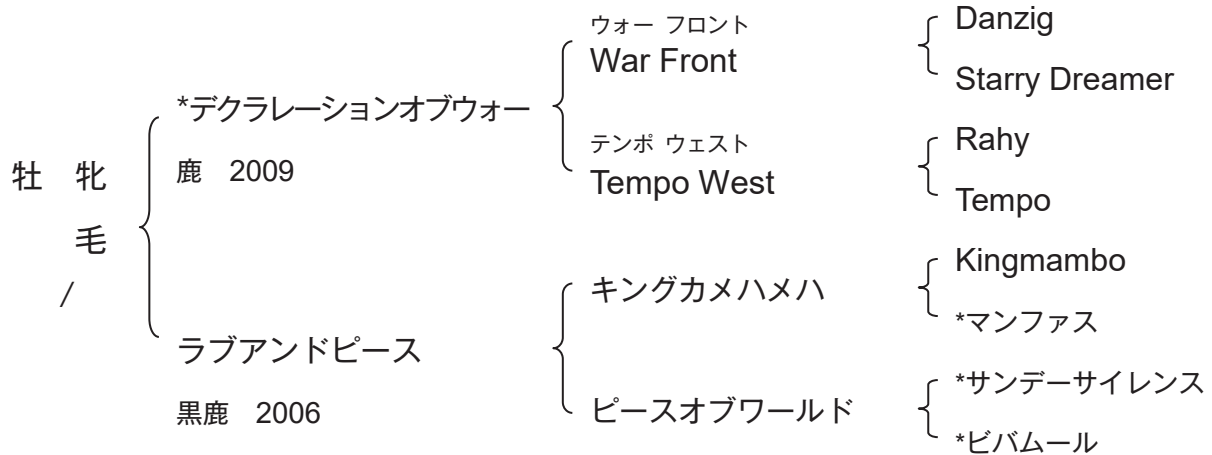 牡 牝
毛
/
*デクラレーションオブウォー
鹿 2009
ラブアンドピース
黒鹿 2006
ウォー フロント
War Front
テンポ ウェスト
Tempo West
キングカメハメハ
ピースオブワールド
Danzig
Starry Dreamer
Rahy
Tempo
Kingmambo
*マンファス
*サンデーサイレンス
*ビバムール